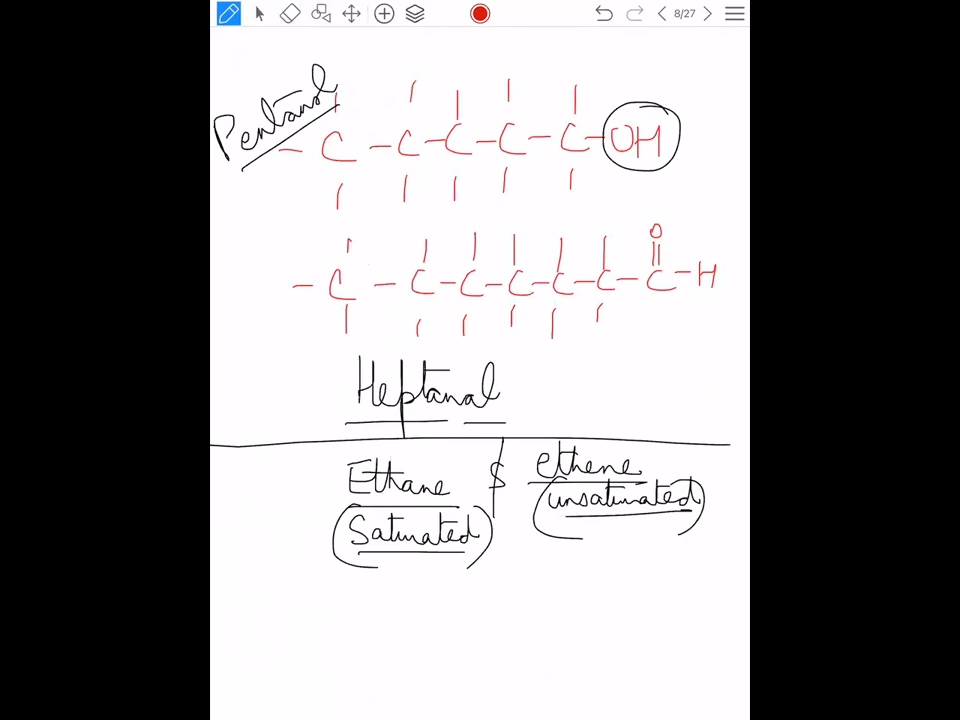 8/27
Pentanol
- C - C - C - C - C - OH
O
- C - C - C - C - C - C - C - H
Heptanal
Ethane & ethene
(Saturated) (unsaturated)